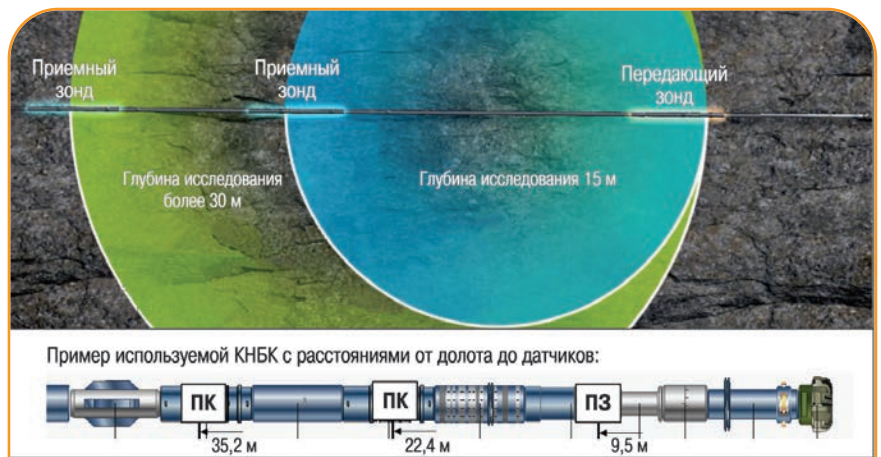 Приемный
зонд
Приемный
зонд
Передающий
зонд
Глубина исследования
более 30 м
Глубина исследования 15 м
Пример используемой КНБК с расстояниями от долота до датчиков:
ПК
ПК
ПЗ
35,2 м
22,4 м
9,5 м